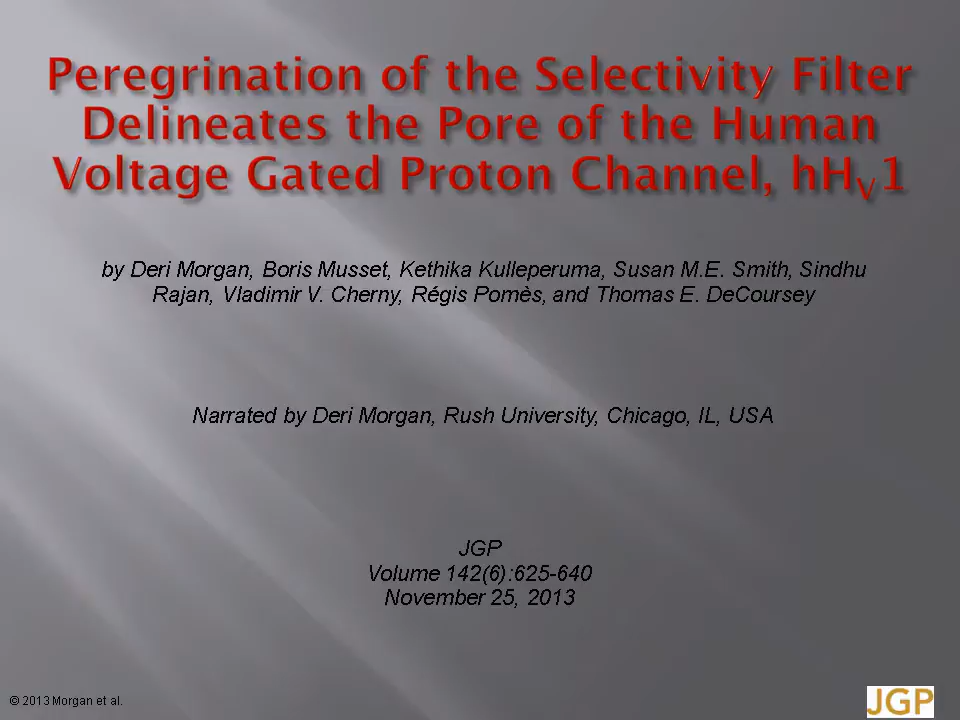 Peregrination of the Selectivity Filter
Delineates the Pore of the Human
Voltage Gated Proton Channel, hHV1
by Deri Morgan, Boris Musset, Kethika Kulleperuma, Susan M.E. Smith, Sindhu
Rajan, Vladimir V. Cherny, Régis Pomès, and Thomas E. DeCoursey
Narrated by Deri Morgan, Rush University, Chicago, IL, USA
JGP
Volume 142(6):625-640
November 25, 2013
© 2013 Morgan et al.
JGP